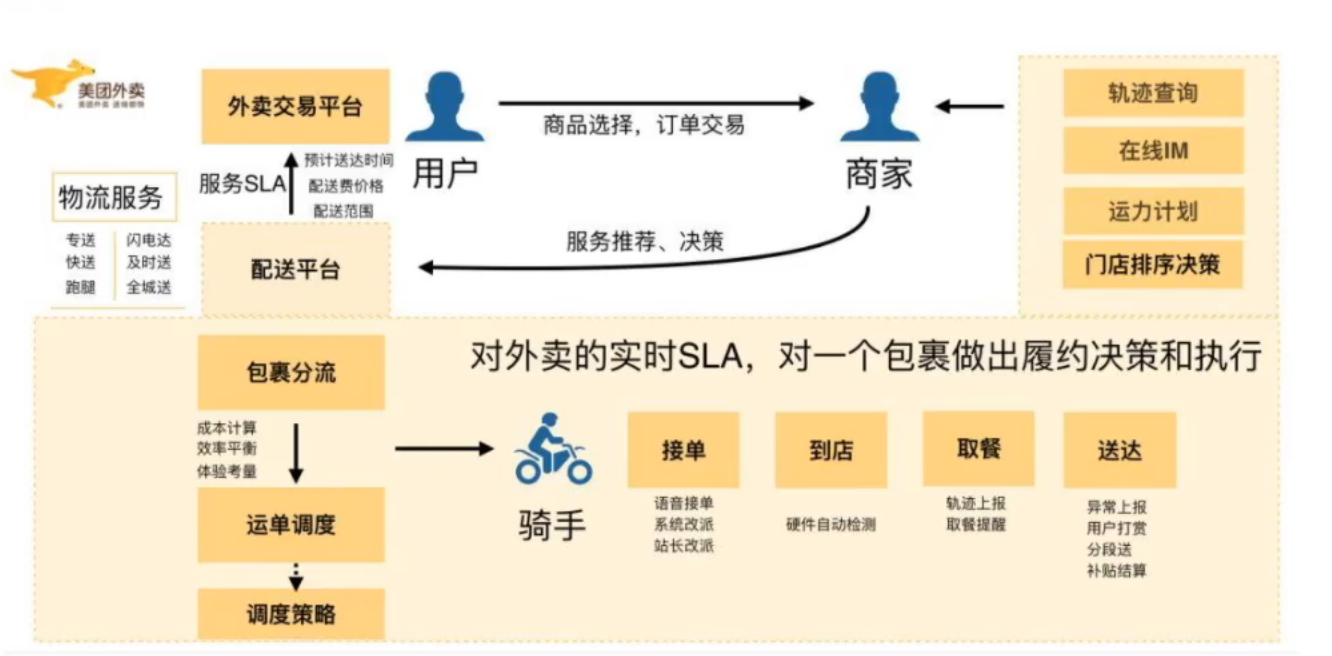 美团外卖
美团外卖 送啥都快
外卖交易平台
用户
商品选择，订单交易
商家
轨迹查询
在线IM
运力计划
门店排序决策
服务SLA
预计送达时间
配送费价格
配送范围
物流服务
专送 闪电达
快送 及时送
跑腿 全城送
配送平台
服务推荐、决策
对外卖的实时SLA，对一个包裹做出履约决策和执行
包裹分流
成本计算
效率平衡
体验考量
运单调度
调度策略
骑手
接单
语音接单
系统改派
站长改派
到店
硬件自动检测
取餐
轨迹上报
取餐提醒
送达
异常上报
用户打赏
分段送
补贴结算